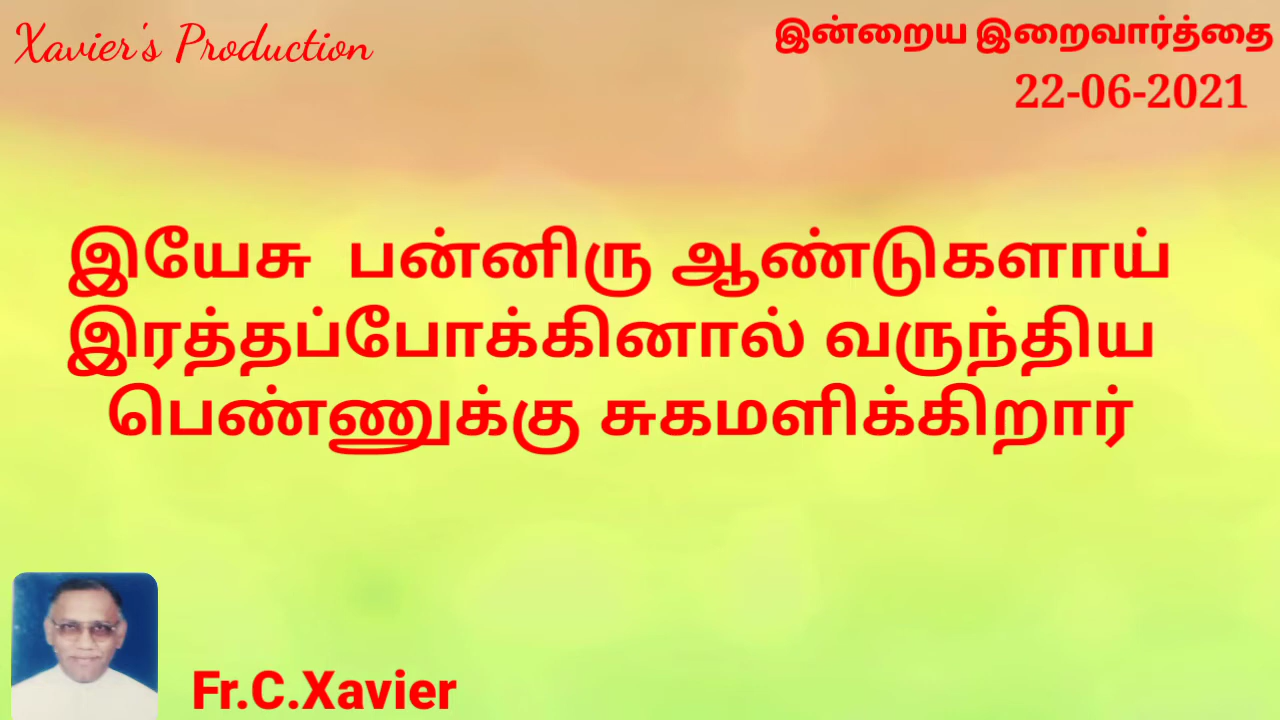 Xavier's Production
இன்றைய இறைவார்த்தை
22-06-2021
இயேசு பன்னிரு ஆண்டுகளாய்
இரத்தப்போக்கினால் வருந்திய
பெண்ணுக்கு சுகமளிக்கிறார்
Fr.C.Xavier